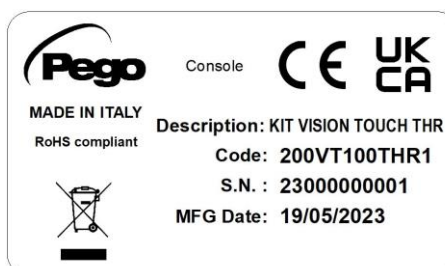 Pego
Console
CE
UK
CA
MADE IN ITALY
RoHS compliant
Description: KIT VISION TOUCH THR
Code: 200VT100THR1
S.N. : 23000000001
MFG Date: 19/05/2023